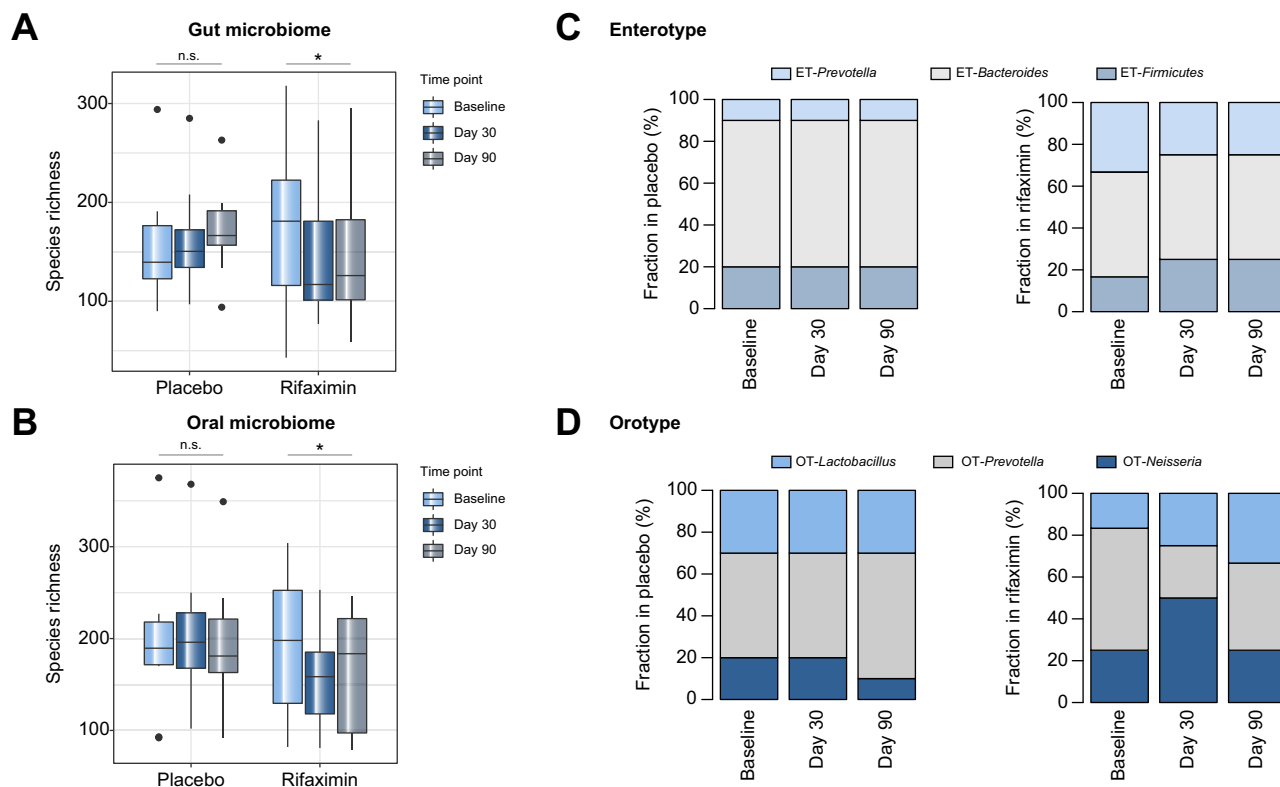 A
Gut microbiome
n.s.
*
Species richness
300
200
100
Placebo
Rifaximin
Time point
Baseline
Day 30
Day 90
B
Oral microbiome
n.s.
*
Species richness
300
200
100
Placebo
Rifaximin
Time point
Baseline
Day 30
Day 90
C
Enterotype
ET-Prevotella
ET-Bacteroides
ET-Firmicutes
Fraction in placebo (%)
100
80
60
40
20
0
Baseline
Day 30
Day 90
Fraction in rifaximin (%)
100
80
60
40
20
0
Baseline
Day 30
Day 90
D
Orotype
OT-Lactobacillus
OT-Prevotella
OT-Neisseria
Fraction in placebo (%)
100
80
60
40
20
0
Baseline
Day 30
Day 90
Fraction in rifaximin (%)
100
80
60
40
20
0
Baseline
Day 30
Day 90